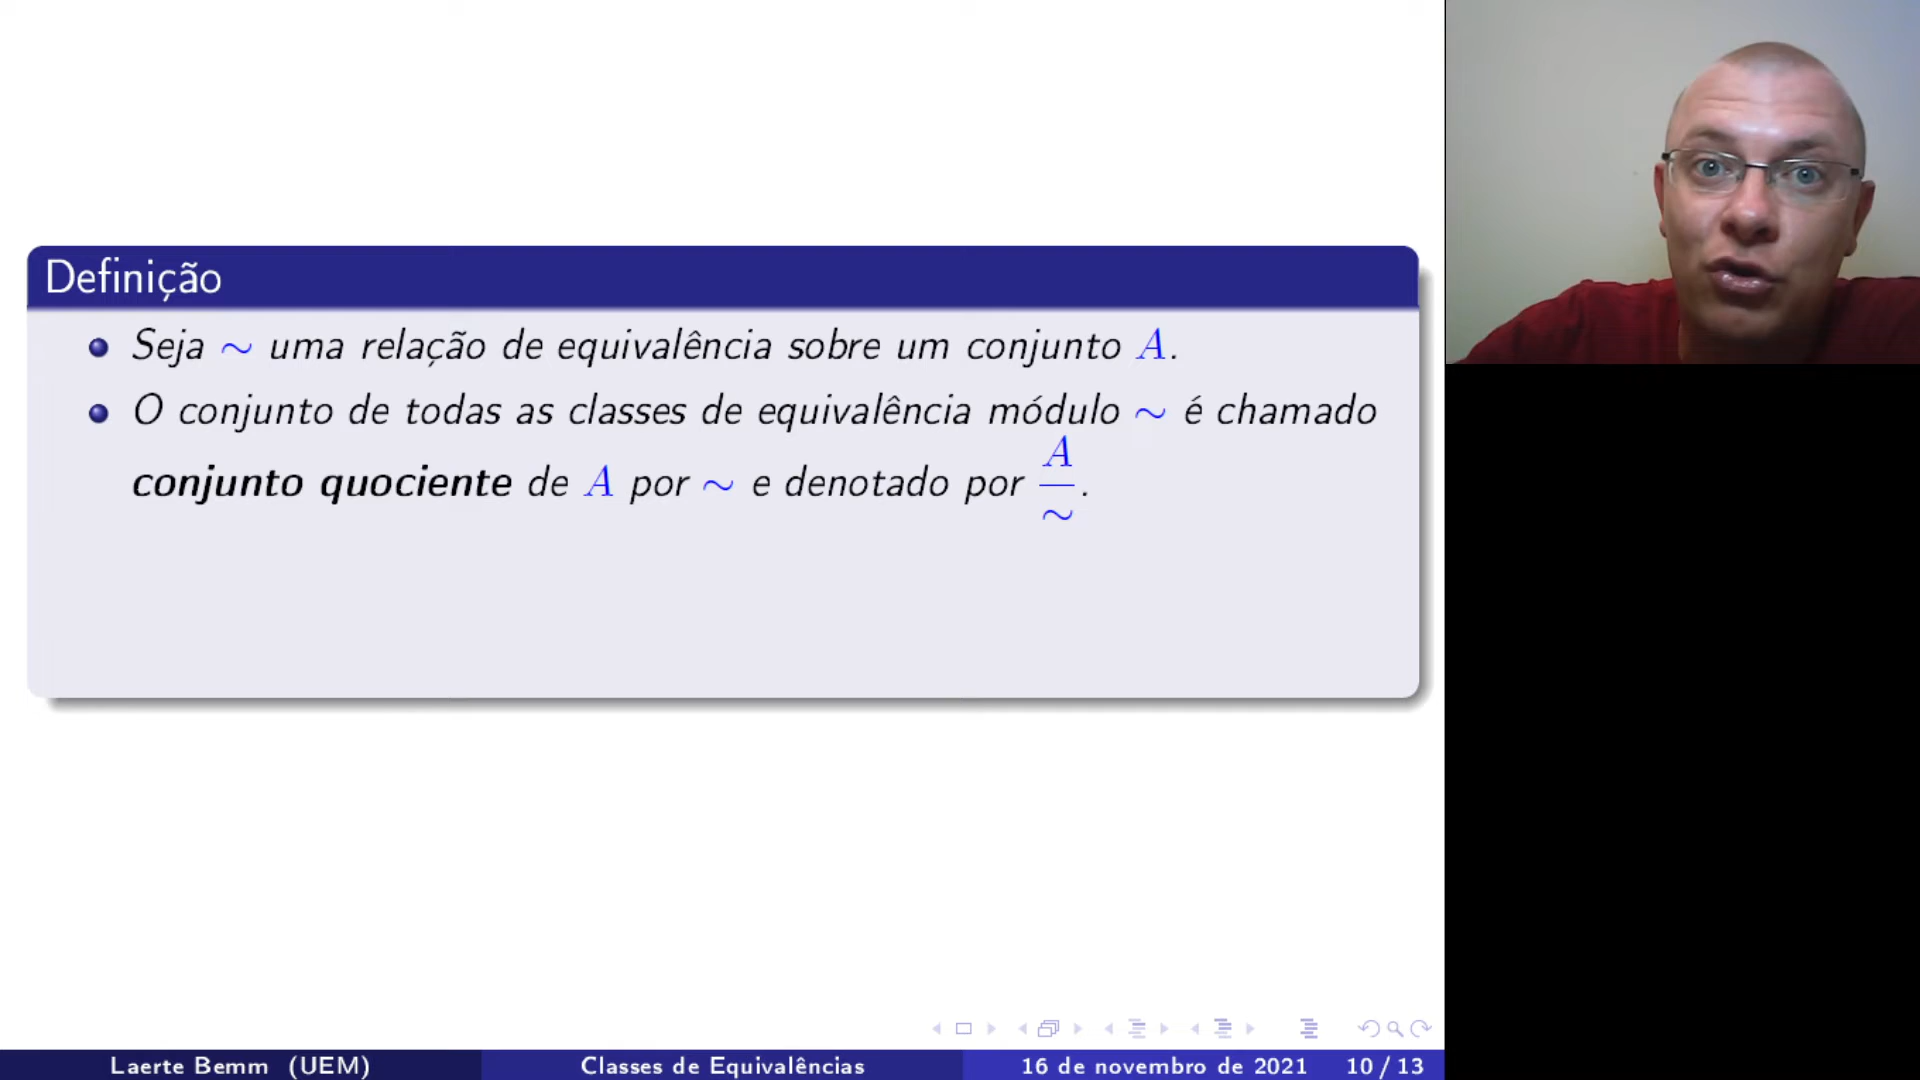 Definição
Seja ∼ uma relação de equivalência sobre um conjunto A.
O conjunto de todas as classes de equivalência módulo ∼ é chamado
conjunto quociente de A por ∼ e denotado por A/∼.
Laerte Bemm (UEM) Classes de Equivalências 16 de novembro de 2021 10 / 13